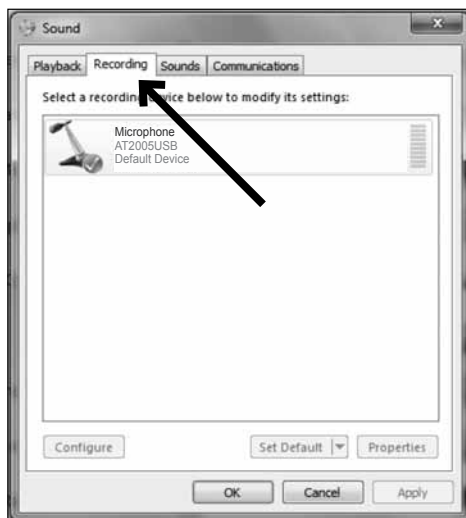 Sound
Playback Recording Sounds Communications
Select a recording device below to modify its settings:
Microphone
AT2005USB
Default Device
Configure Set Default Properties
OK Cancel Apply